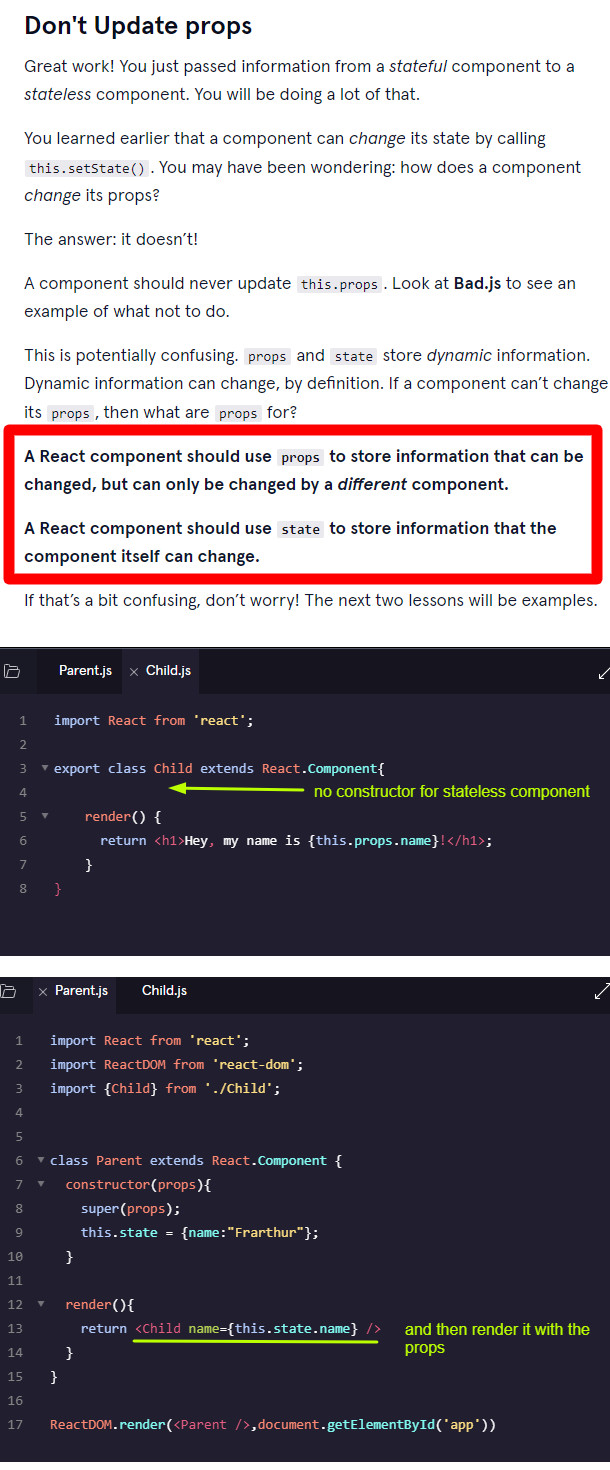 Don't Update props
Great work! You just passed information from a stateful component to a
stateless component. You will be doing a lot of that.
You learned earlier that a component can change its state by calling
this.setState(). You may have been wondering: how does a component
change its props?
The answer: it doesn’t!
A component should never update this.props. Look at Bad.js to see an
example of what not to do.
This is potentially confusing. props and state store dynamic information.
Dynamic information can change, by definition. If a component can’t change
its props, then what are props for?
A React component should use props to store information that can be
changed, but can only be changed by a different component.
A React component should use state to store information that the
component itself can change.
If that’s a bit confusing, don’t worry! The next two lessons will be examples.
Parent.js × Child.js
1 import React from 'react';
2
3 export class Child extends React.Component{
4 no constructor for stateless component
5 render() {
6 return <h1>Hey, my name is {this.props.name}!</h1>;
7 }
8 }
× Parent.js Child.js
1 import React from 'react';
2 import ReactDOM from 'react-dom';
3 import {Child} from './Child';
4
5
6 class Parent extends React.Component {
7 constructor(props){
8 super(props);
9 this.state = {name:"Frarthur"};
10 }
11
12 render(){
13 return <Child name={this.state.name} /> and then render it with the
props
14 }
15 }
16
17 ReactDOM.render(<Parent />,document.getElementById('app'))